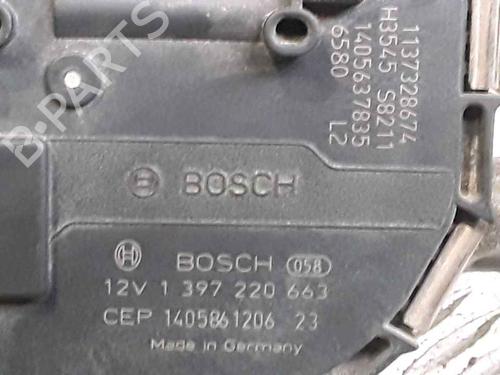 1137328674
H3545 S8211
1405637835
6580 L2
BOSCH
BOSCH 058
12V 1 397 220 663
CEP 1405861206 23
Made in Germany
B-PARTS